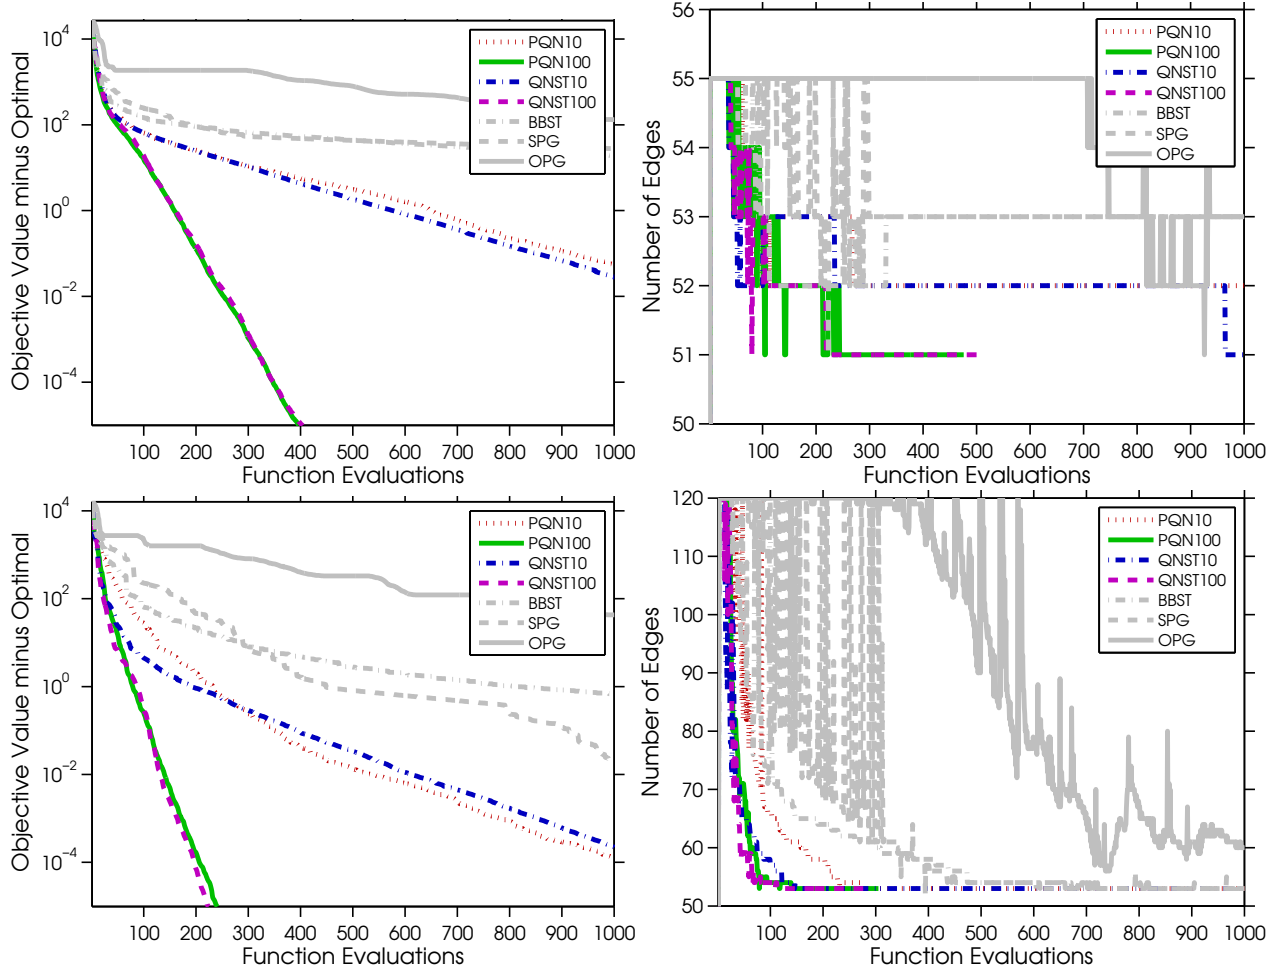 Objective Value minus Optimal
10^4
10^2
10^0
10^−2
10^−4
100 200 300 400 500 600 700 800 900 1000
Function Evaluations
PQN10
PQN100
QNST10
QNST100
BBST
SPG
OPG
Number of Edges
56
55
54
53
52
51
50
100 200 300 400 500 600 700 800 900 1000
Function Evaluations
PQN10
PQN100
QNST10
QNST100
BBST
SPG
OPG
Objective Value minus Optimal
10^4
10^2
10^0
10^−2
10^−4
100 200 300 400 500 600 700 800 900 1000
Function Evaluations
PQN10
PQN100
QNST10
QNST100
BBST
SPG
OPG
Number of Edges
120
110
100
90
80
70
60
50
100 200 300 400 500 600 700 800 900 1000
Function Evaluations
PQN10
PQN100
QNST10
QNST100
BBST
SPG
OPG